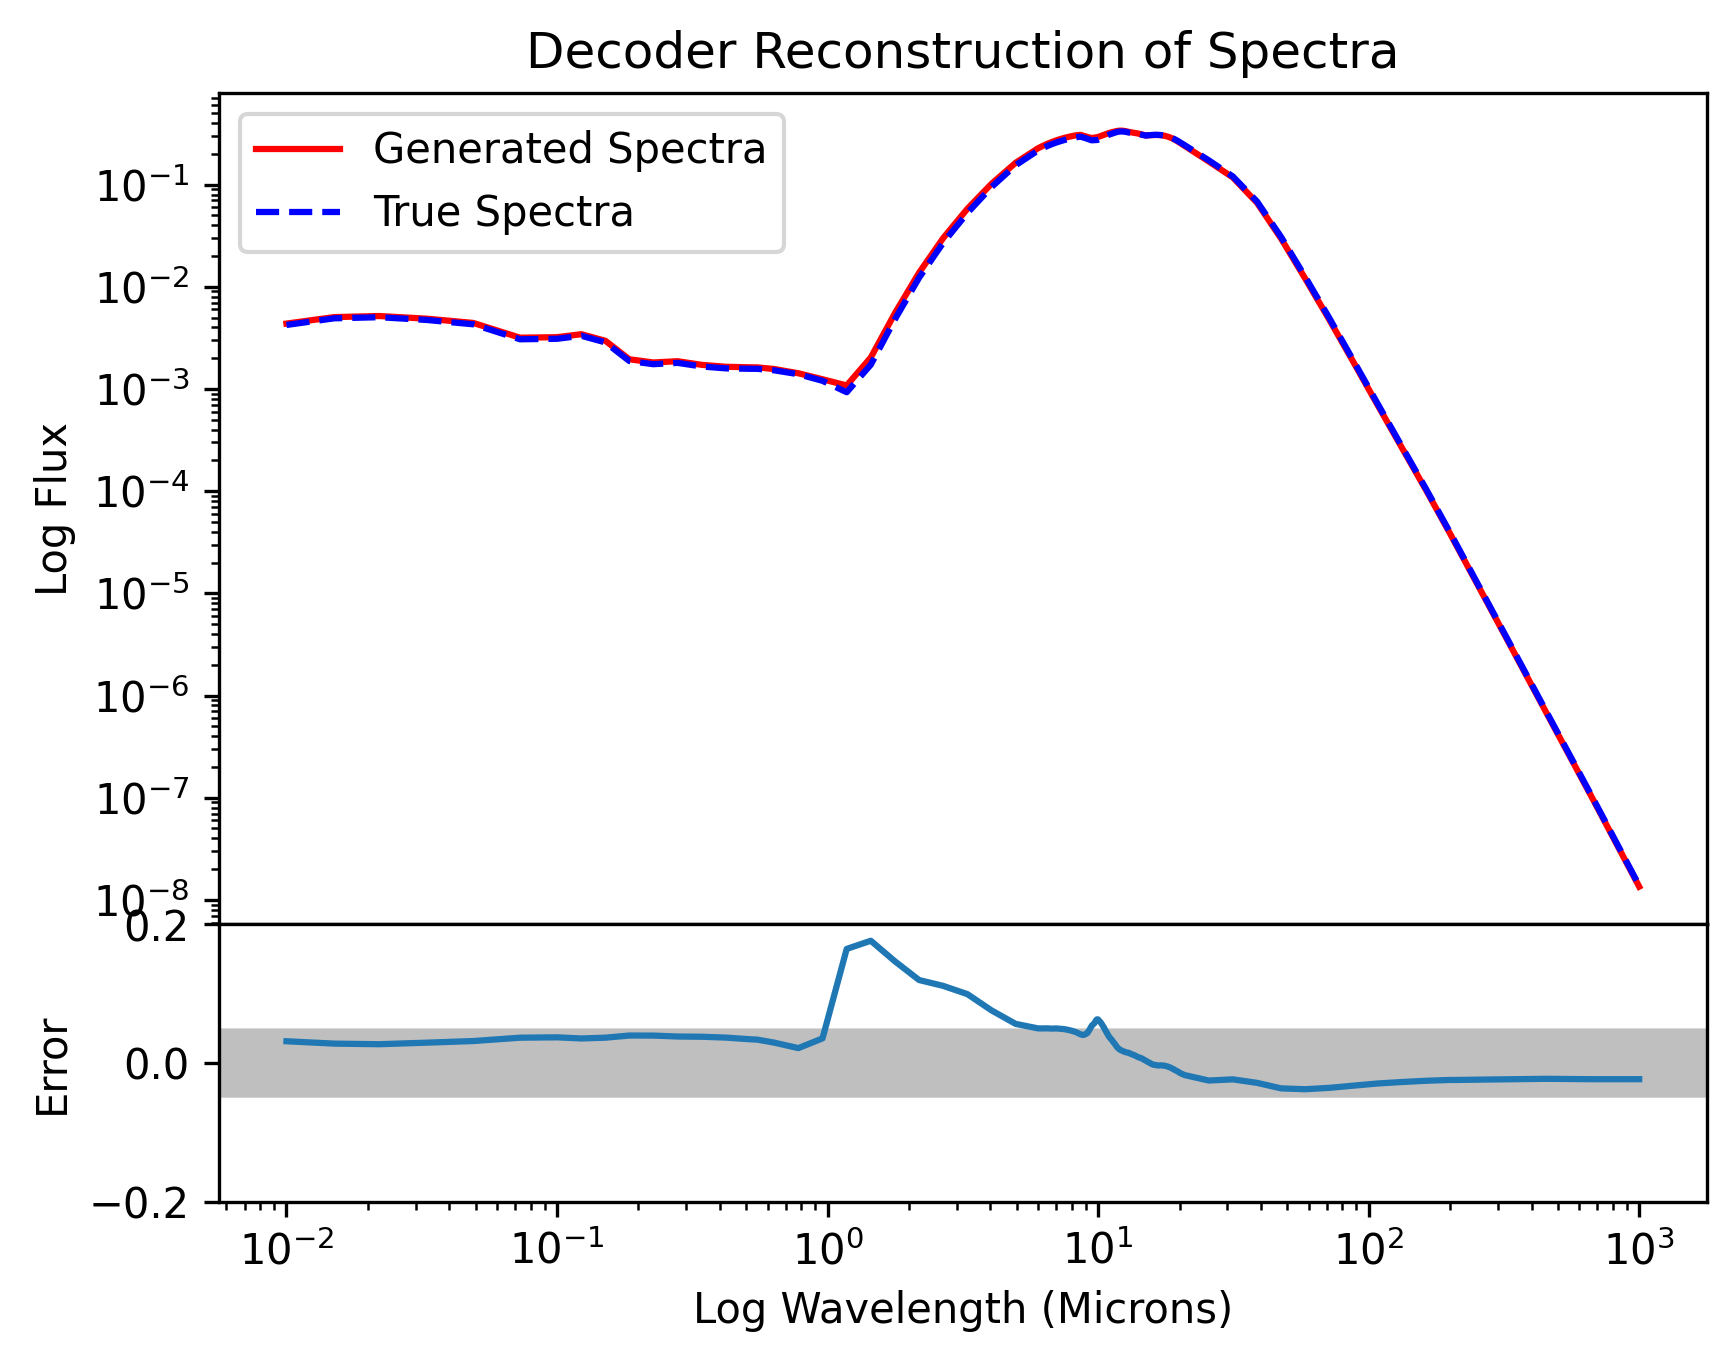 Decoder Reconstruction of Spectra
Generated Spectra
True Spectra
10⁻¹
10⁻²
10⁻³
10⁻⁴
10⁻⁵
10⁻⁶
10⁻⁷
10⁻⁸
Log Flux
0.2
0.0
−0.2
Error
10⁻² 10⁻¹ 10⁰ 10¹ 10² 10³
Log Wavelength (Microns)